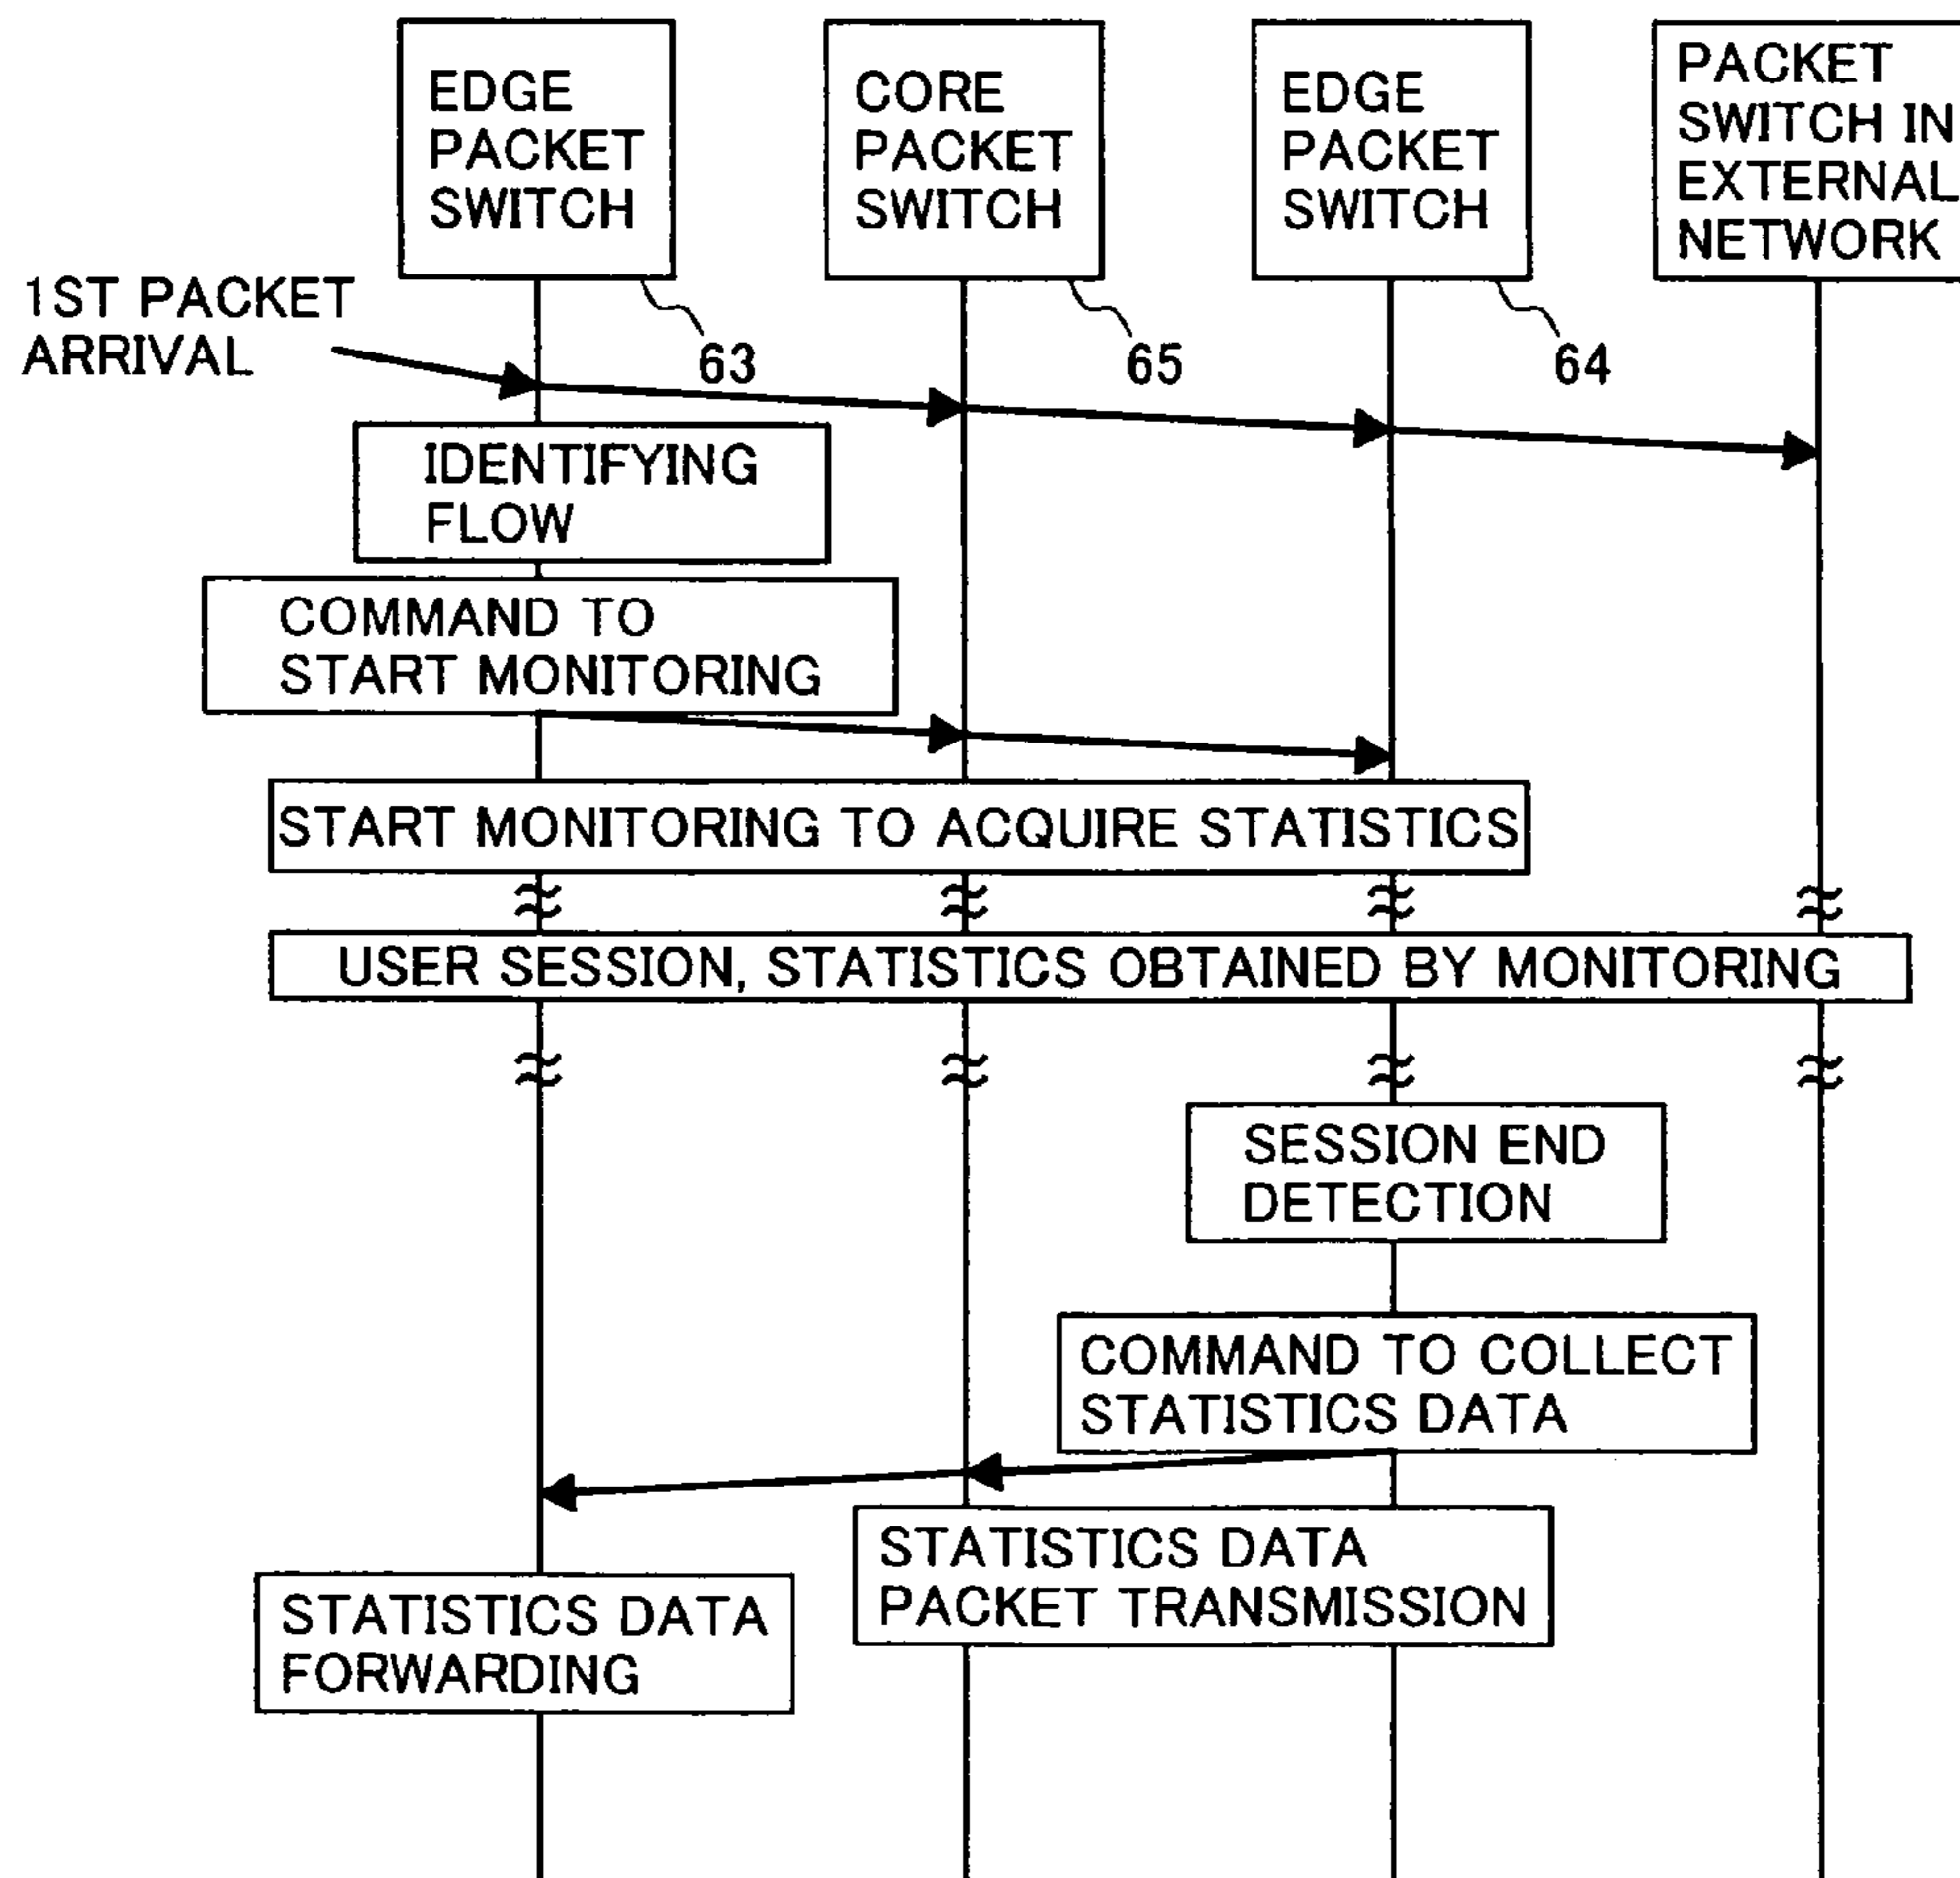 EDGE
PACKET
SWITCH
CORE
PACKET
SWITCH
EDGE
PACKET
SWITCH
PACKET
SWITCH IN
EXTERNAL
NETWORK
1ST PACKET
ARRIVAL
63
65
64
IDENTIFYING
FLOW
COMMAND TO
START MONITORING
START MONITORING TO ACQUIRE STATISTICS
USER SESSION, STATISTICS OBTAINED BY MONITORING
SESSION END
DETECTION
COMMAND TO COLLECT
STATISTICS DATA
STATISTICS DATA
PACKET TRANSMISSION
STATISTICS DATA
FORWARDING